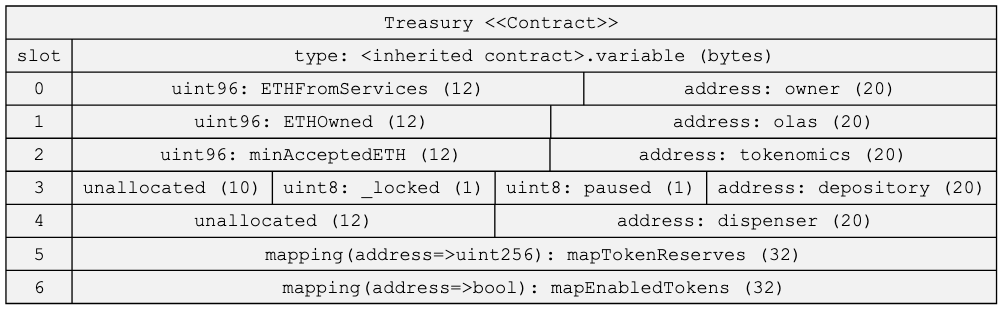 Treasury <<Contract>>
slot type: <inherited contract>.variable (bytes)
0 uint96: ETHFromServices (12) address: owner (20)
1 uint96: ETHOwned (12) address: olas (20)
2 uint96: minAcceptedETH (12) address: tokenomics (20)
3 unallocated (10) uint8: _locked (1) uint8: paused (1) address: depository (20)
4 unallocated (12) address: dispenser (20)
5 mapping(address=>uint256): mapTokenReserves (32)
6 mapping(address=>bool): mapEnabledTokens (32)